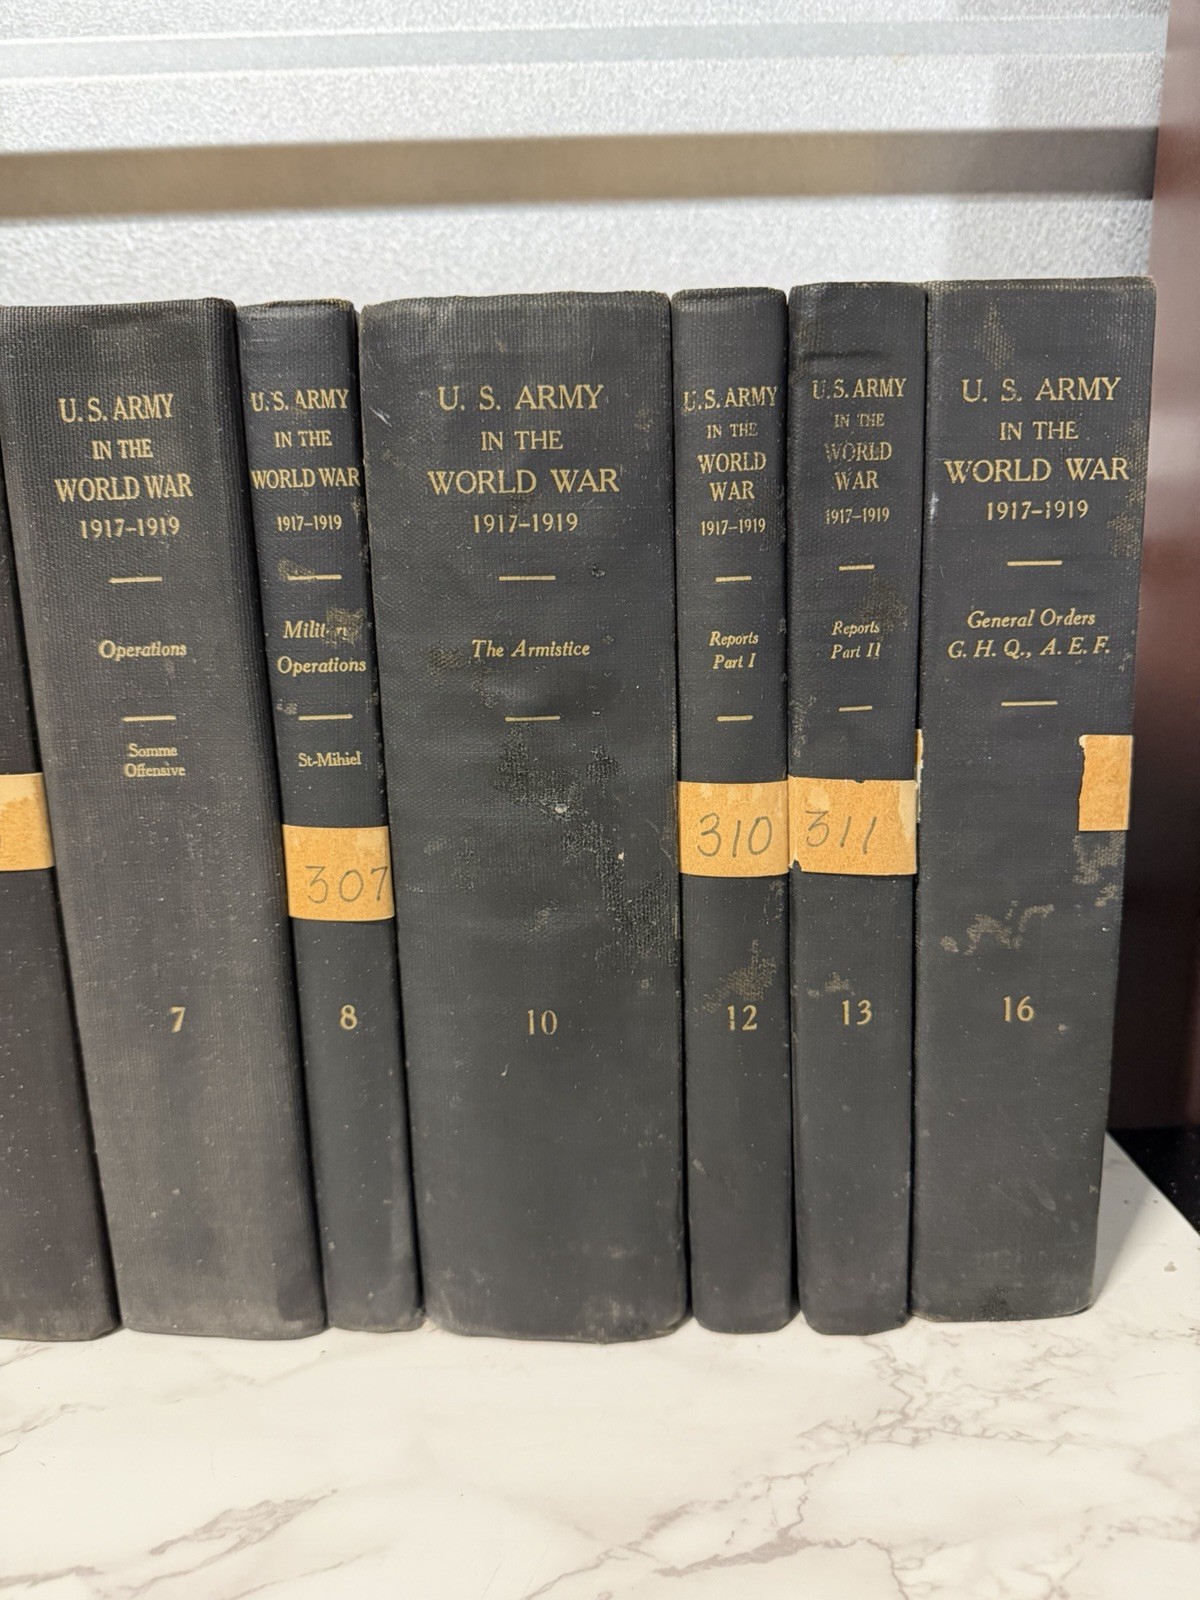 U. S. ARMY
IN THE
WORLD WAR
1917–1919
Operations
Somme
Offensive
7
U. S. ARMY
IN THE
WORLD WAR
1917–1919
Military
Operations
St-Mihiel
307
8
U. S. ARMY
IN THE
WORLD WAR
1917–1919
The Armistice
10
U. S. ARMY
IN THE
WORLD
WAR
1917–1919
Reports
Part I
310
12
U. S. ARMY
IN THE
WORLD
WAR
1917–1919
Reports
Part II
311
13
U. S. ARMY
IN THE
WORLD WAR
1917–1919
General Orders
G. H. Q., A. E. F.
16